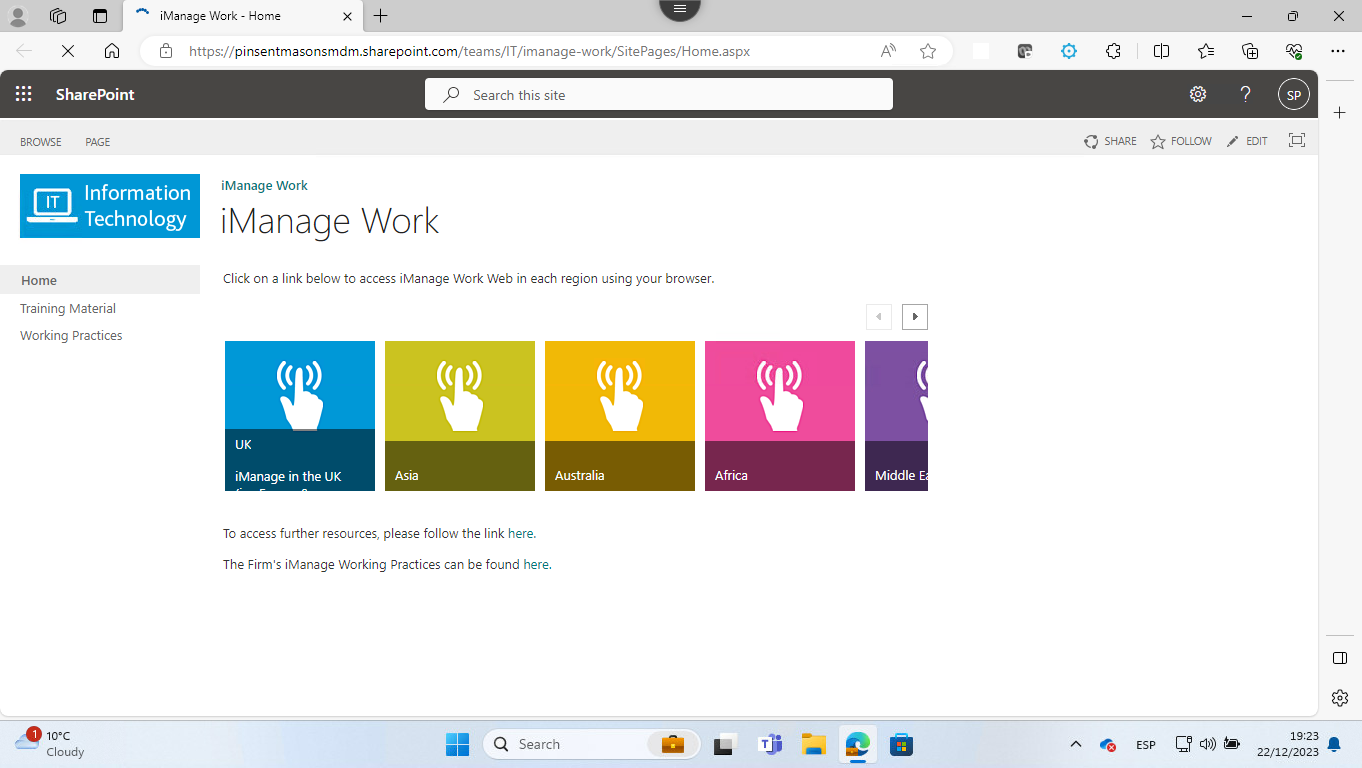 iManage Work - Home
https://pinsentmasonsmdm.sharepoint.com/teams/IT/imanage-work/SitePages/Home.aspx
SharePoint
Search this site
SP
BROWSE
PAGE
SHARE
FOLLOW
EDIT
IT
Information
Technology
iManage Work
iManage Work
Home
Training Material
Working Practices
Click on a link below to access iManage Work Web in each region using your browser.
UK
iManage in the UK
Asia
Australia
Africa
Middle Ea
To access further resources, please follow the link here.
The Firm's iManage Working Practices can be found here.
1
10°C
Cloudy
Search
ESP
19:23
22/12/2023